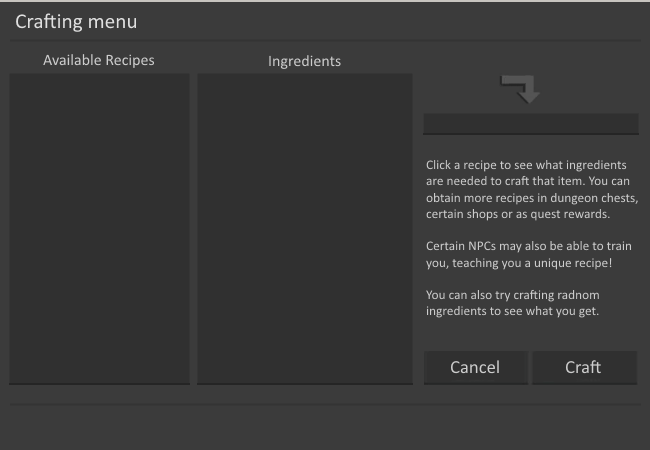 Crafting menu
Available Recipes
Ingredients
Click a recipe to see what ingredients
are needed to craft that item. You can
obtain more recipes in dungeon chests,
certain shops or as quest rewards.
Certain NPCs may also be able to train
you, teaching you a unique recipe!
You can also try crafting radnom
ingredients to see what you get.
Cancel
Craft